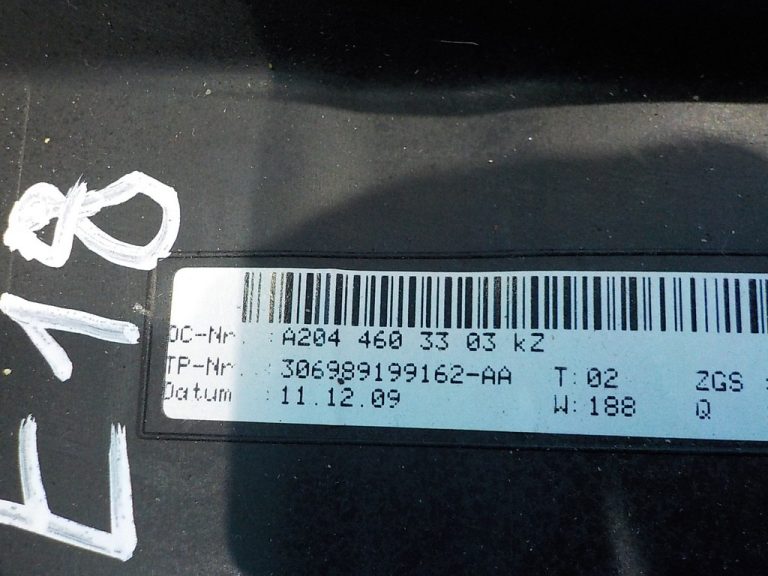 E18
DC-Nr. : A204 460 33 03 kZ
TP-Nr. : 306989199162-AA T: 02 ZGS :
Datum : 11.12.09 W: 188 Q